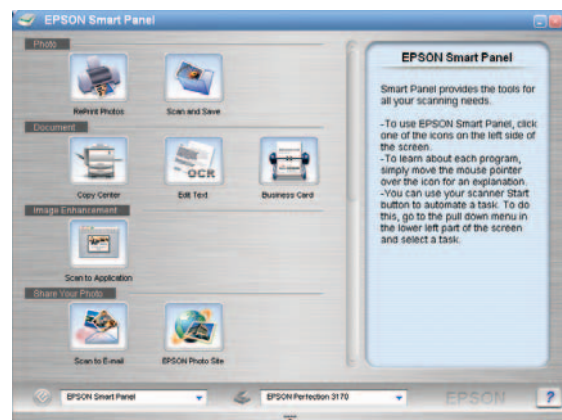 EPSON Smart Panel
Photo
RePrint Photos
Scan and Save
Document
OCR
Copy Center
Edit Text
Business Card
Image Enhancement
Scan to Application
Share Your Photo
Scan to E-mail
EPSON Photo Site
EPSON Smart Panel
Smart Panel provides the tools for
all your scanning needs.
-To use EPSON Smart Panel, click
one of the icons on the left side of
the screen.
-To learn about each program,
simply move the mouse pointer
over the icon for an explanation.
-You can use your scanner Start
button to automate a task. To do
this, go to the pull down menu in
the lower left part of the screen
and select a task.
EPSON Smart Panel
EPSON Perfection 3170
EPSON
?